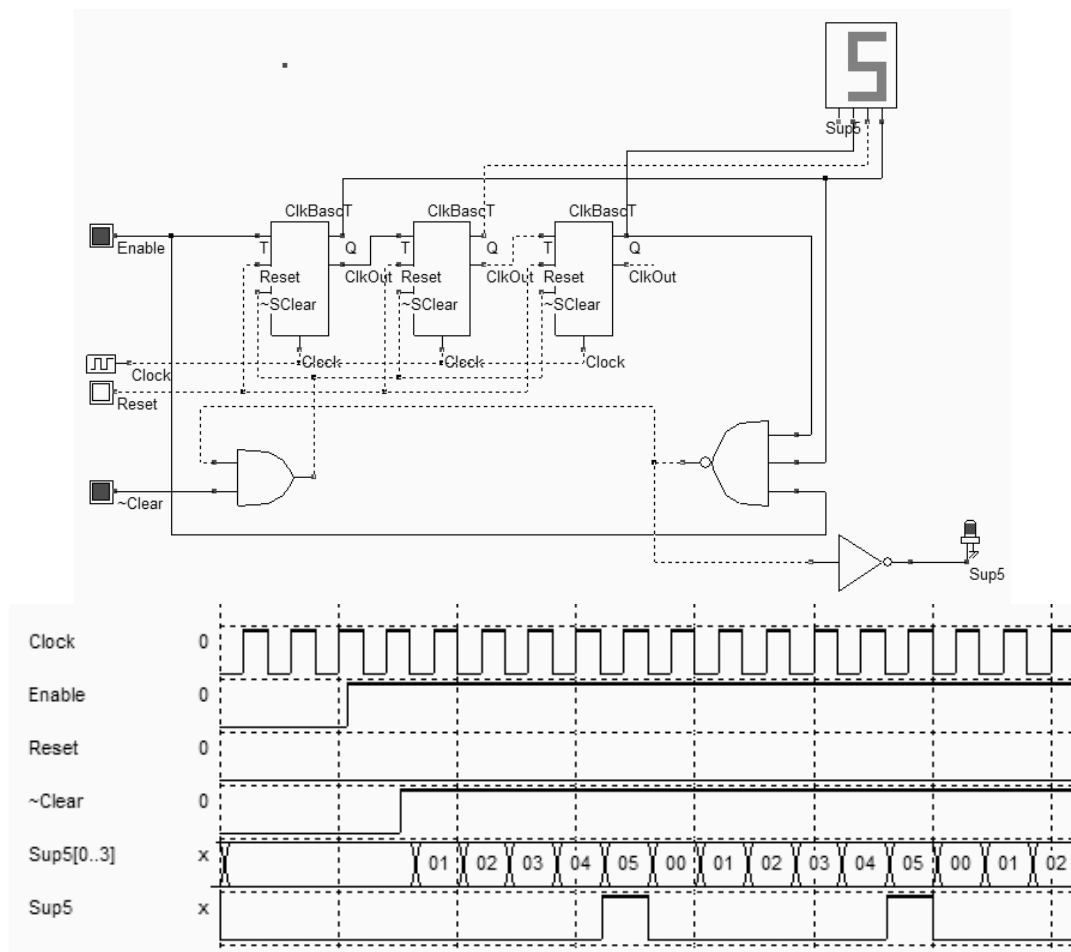 5
Sup5
ClkBascT ClkBascT ClkBascT
Enable
T Q T Q T Q
Reset ClkOut Reset ClkOut Reset ClkOut
~SClear ~SClear ~SClear
Clock Clock Clock Clock
Reset
~Clear
Sup5
Clock 0
Enable 0
Reset 0
~Clear 0
Sup5[0..3] x 01 02 03 04 05 00 01 02 03 04 05 00 01 02
Sup5 x